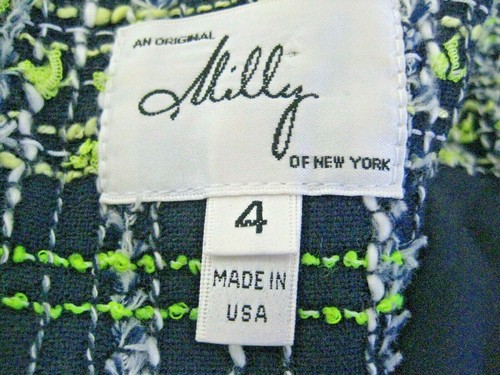 AN ORIGINAL
Milly
OF NEW YORK
4
MADE IN
USA